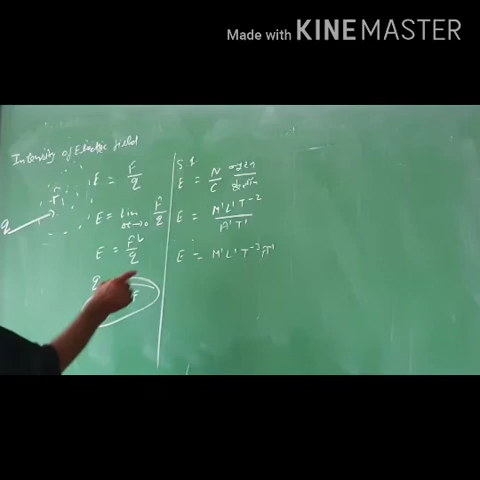 Made with KINEMASTER
Intensity of Electric field
E = F/q
E = lim F/q
E = F/q
q
S.I.
E = N/C
E = M¹L¹T⁻²/A¹T¹
E = M¹L¹T⁻³A⁻¹
q